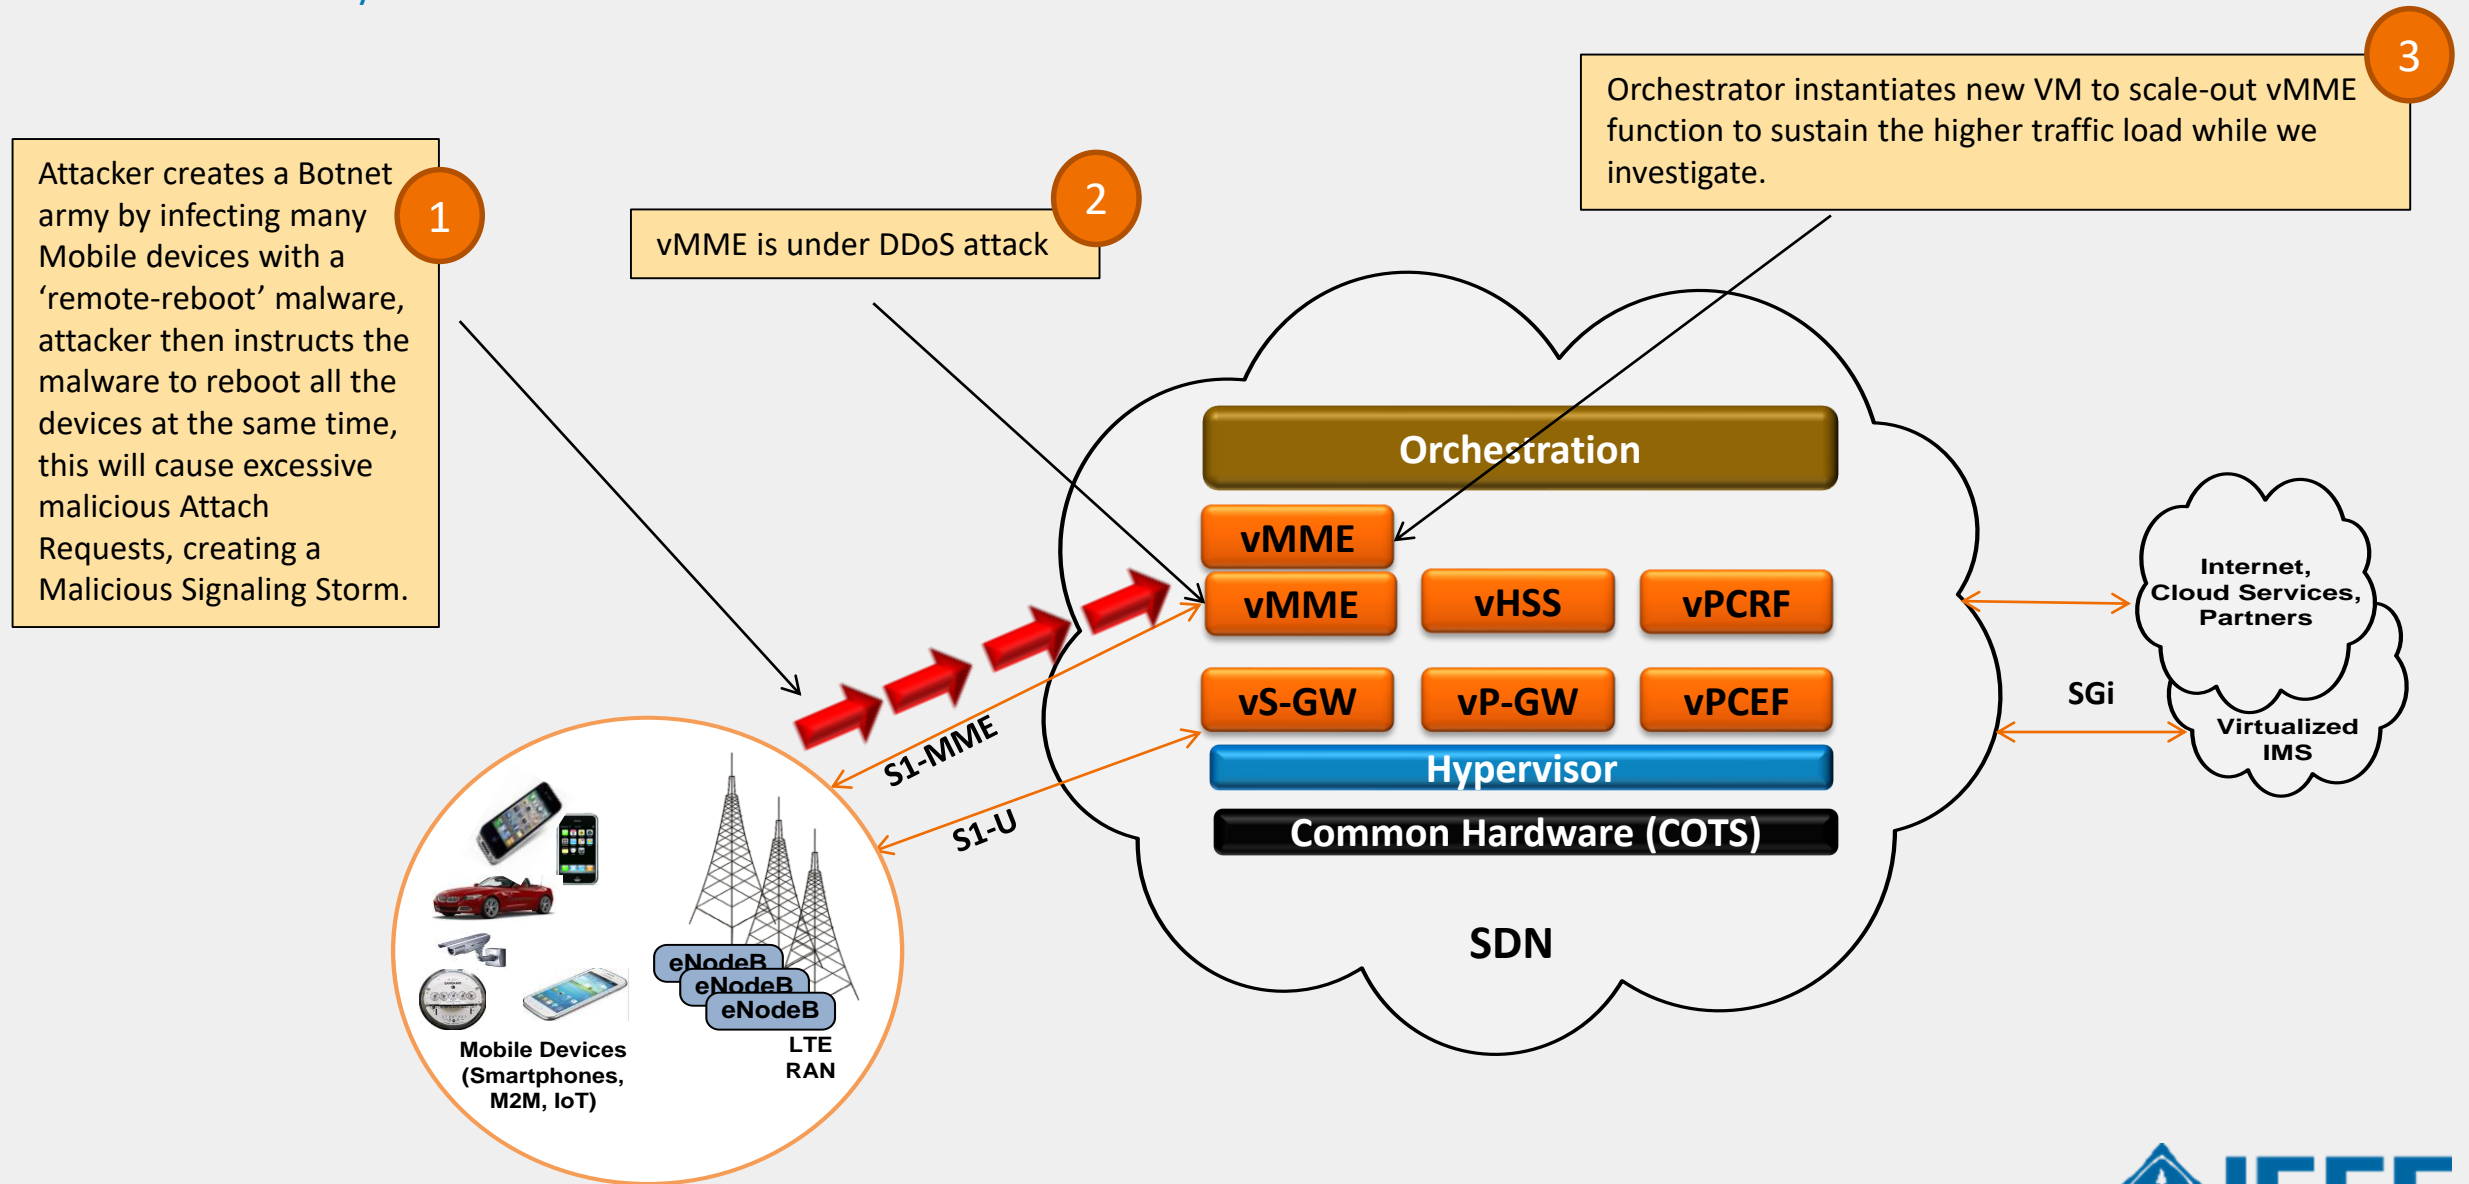 3
Orchestrator instantiates new VM to scale-out vMME
function to sustain the higher traffic load while we
investigate.
1
Attacker creates a Botnet
army by infecting many
Mobile devices with a
‘remote-reboot’ malware,
attacker then instructs the
malware to reboot all the
devices at the same time,
this will cause excessive
malicious Attach
Requests, creating a
Malicious Signaling Storm.
2
vMME is under DDoS attack
Orchestration
vMME
vMME
vHSS
vPCRF
vS-GW
vP-GW
vPCEF
Hypervisor
Common Hardware (COTS)
SDN
S1-MME
S1-U
Internet,
Cloud Services,
Partners
SGi
Virtualized
IMS
eNodeB
eNodeB
eNodeB
LTE
RAN
Mobile Devices
(Smartphones,
M2M, IoT)
IEEE